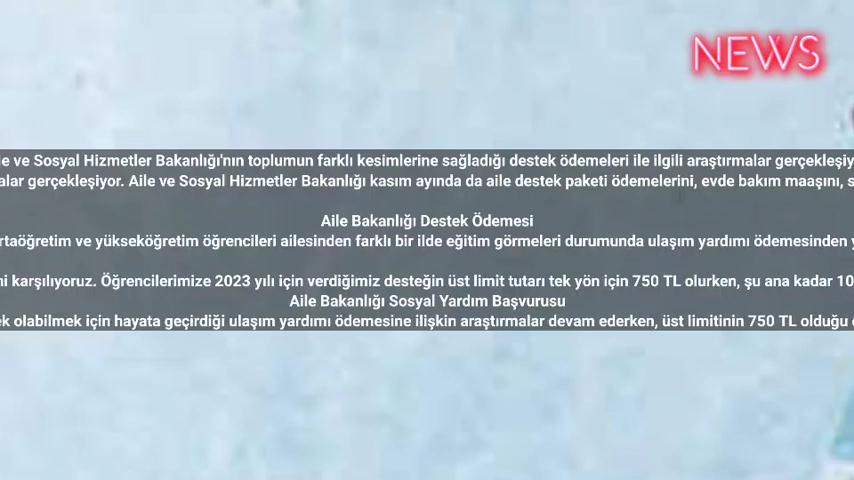 NEWS
le ve Sosyal Hizmetler Bakanlığı'nın toplumun farklı kesimlerine sağladığı destek ödemeleri ile ilgili araştırmalar gerçekleşiy
alar gerçekleşiyor. Aile ve Sosyal Hizmetler Bakanlığı kasım ayında da aile destek paketi ödemelerini, evde bakım maaşını, s
Aile Bakanlığı Destek Ödemesi
rtaöğretim ve yükseköğretim öğrencileri ailesinden farklı bir ilde eğitim görmeleri durumunda ulaşım yardımı ödemesinden y
ni karşılıyoruz. Öğrencilerimize 2023 yılı için verdiğimiz desteğin üst limit tutarı tek yön için 750 TL olurken, şu ana kadar 10
Aile Bakanlığı Sosyal Yardım Başvurusu
ek olabilmek için hayata geçirdiği ulaşım yardımı ödemesine ilişkin araştırmalar devam ederken, üst limitinin 750 TL olduğu